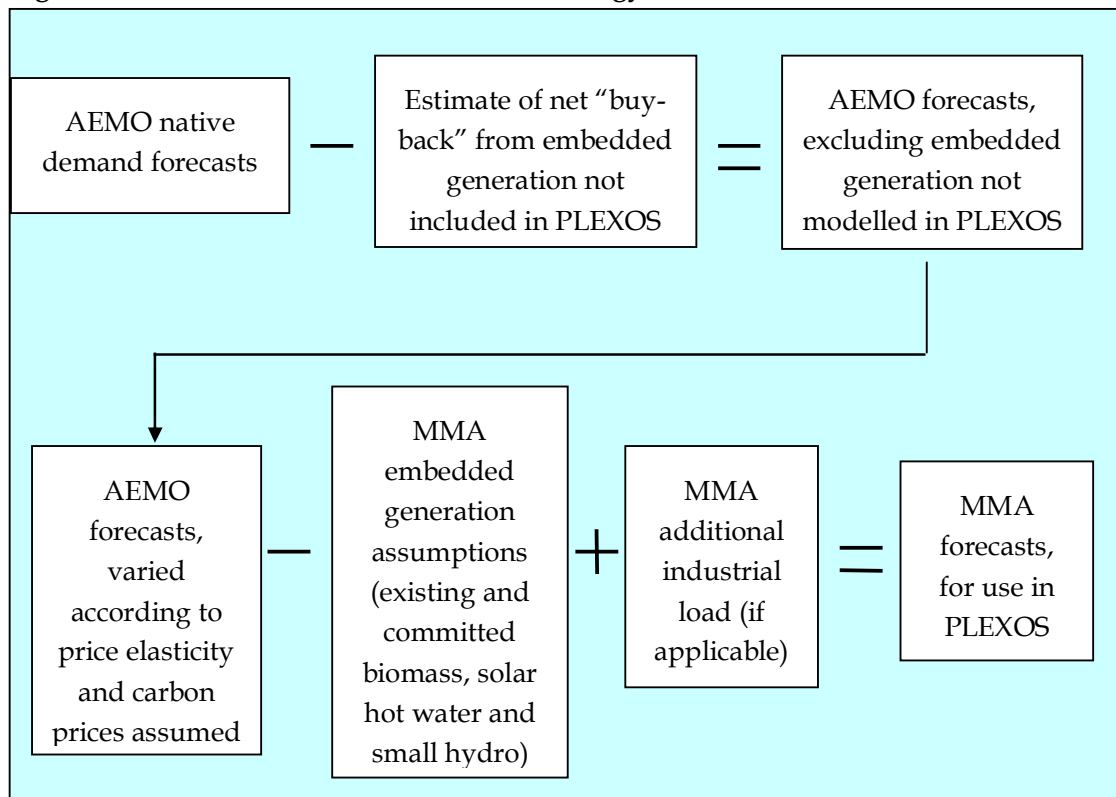 AEMO native
demand forecasts
—
Estimate of net “buy-
back” from embedded
generation not
included in PLEXOS
=
AEMO forecasts,
excluding embedded
generation not
modelled in PLEXOS
AEMO
forecasts,
varied
according to
price elasticity
and carbon
prices assumed
—
MMA
embedded
generation
assumptions
(existing and
committed
biomass, solar
hot water and
small hydro)
+
MMA
additional
industrial
load (if
applicable)
=
MMA
forecasts,
for use in
PLEXOS